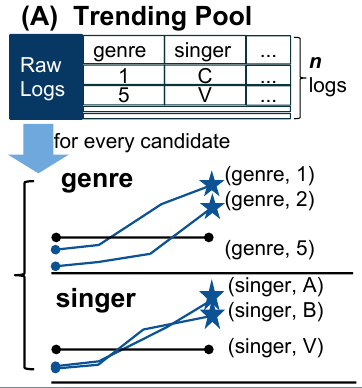 (A) Trending Pool
Raw Logs
genre singer ...
1 C ...
5 V ...
n logs
for every candidate
genre
(genre, 1)
(genre, 2)
(genre, 5)
singer
(singer, A)
(singer, B)
(singer, V)